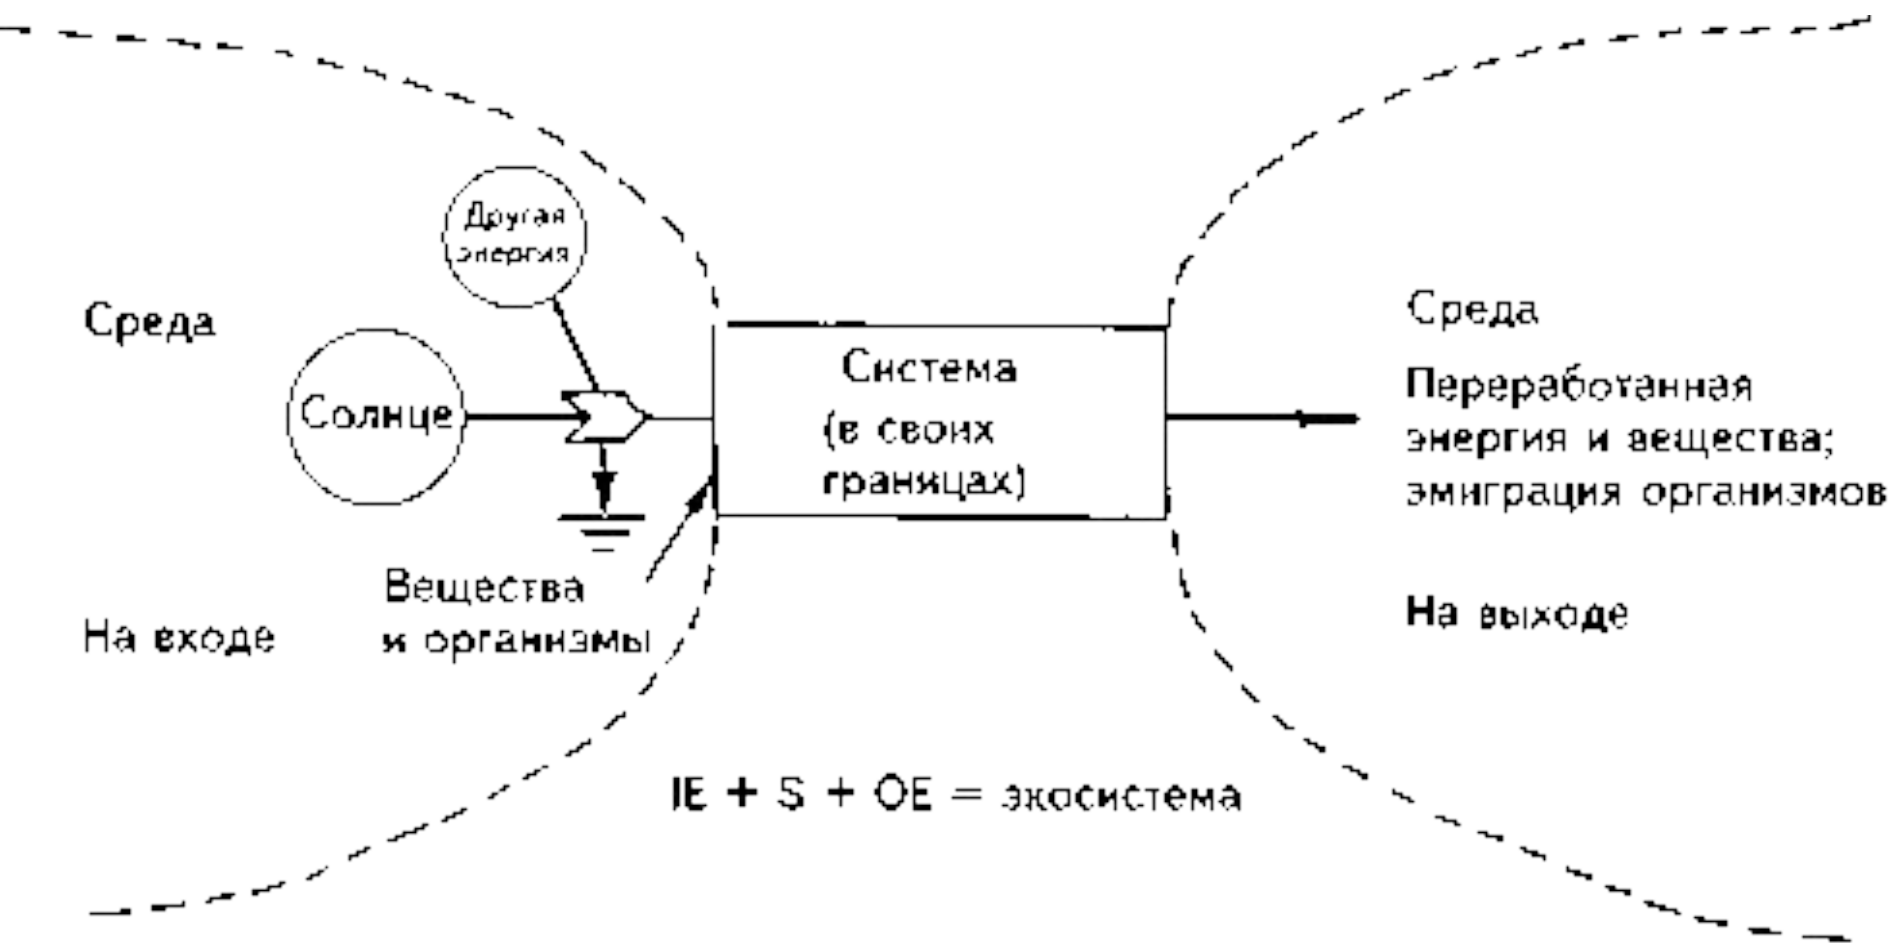 Другая
энергия
Среда
Солнце
На входе
Вещества
и организмы
Система
(в своих
границах)
Среда
Переработанная
энергия и вещества;
эмиграция организмов
На выходе
IE + S + OE = экосистема